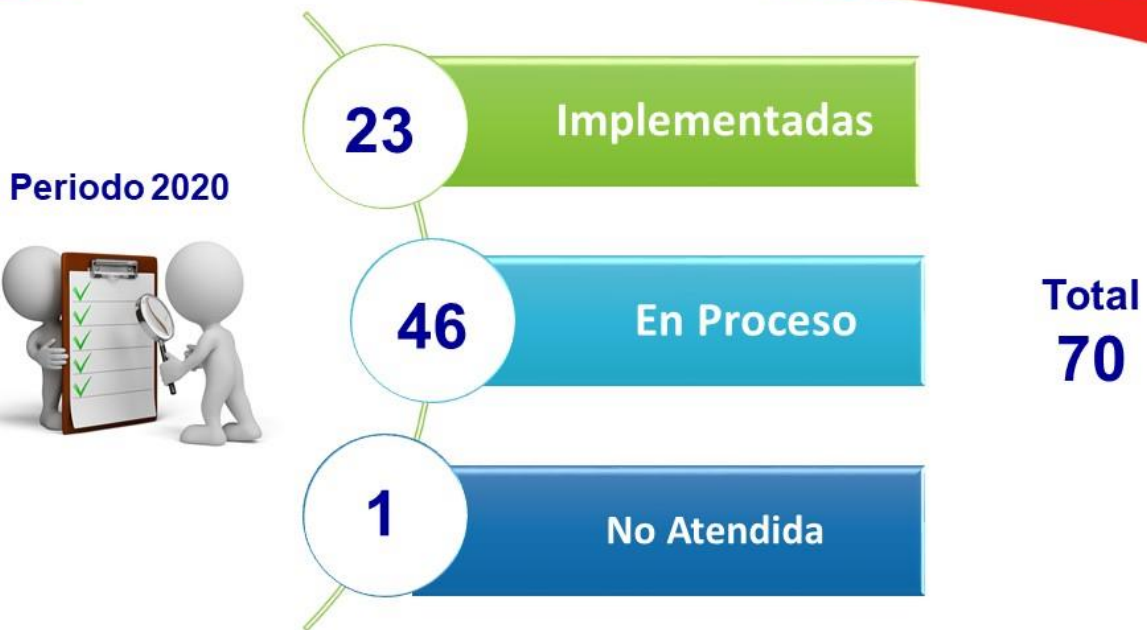 Periodo 2020
23
Implementadas
46
En Proceso
1
No Atendida
Total
70